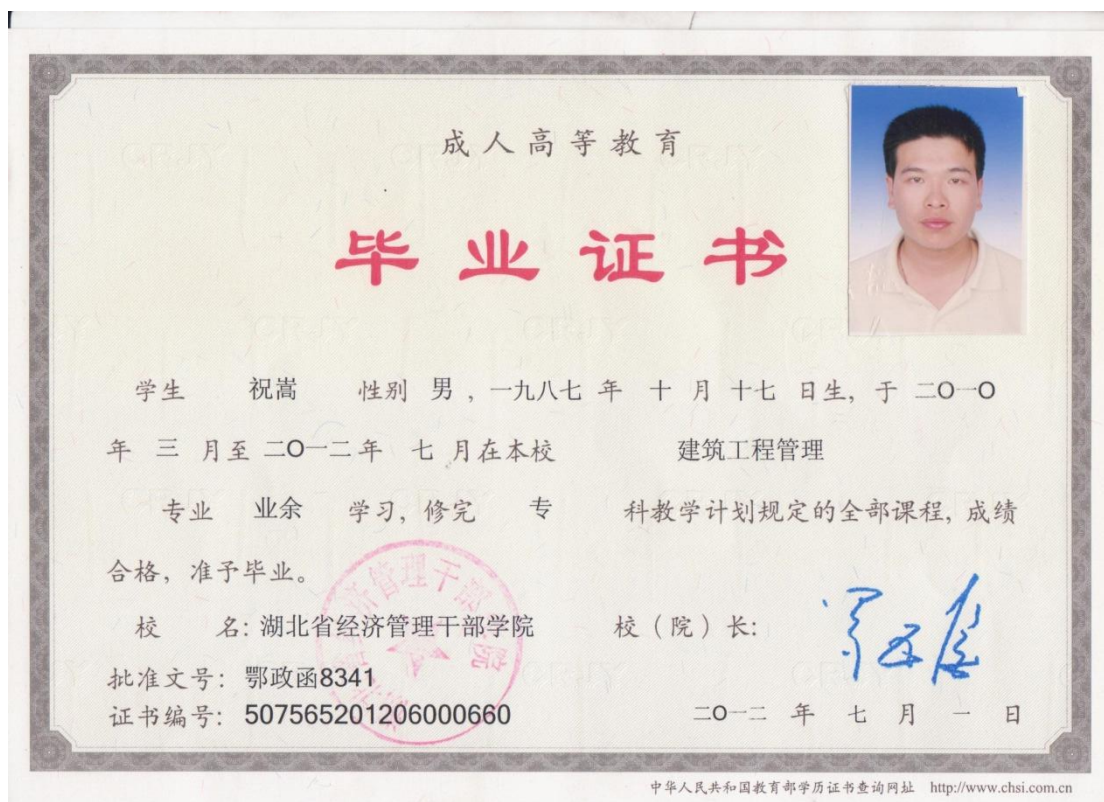 成人高等教育
毕业证书
学生 祝嵩 性别 男 , 一九八七 年 十 月 十七 日生, 于 二O一O
年 三 月至 二O一二年 七 月在本校 建筑工程管理
专业 业余 学习, 修完 专 科教学计划规定的全部课程, 成绩
合格, 准予毕业。
校 名: 湖北省经济管理干部学院 校（院）长:
批准文号: 鄂政函8341
证书编号: 507565201206000660 二O一二 年 七 月 一 日
中华人民共和国教育部学历证书查询网址 http://www.chsi.com.cn